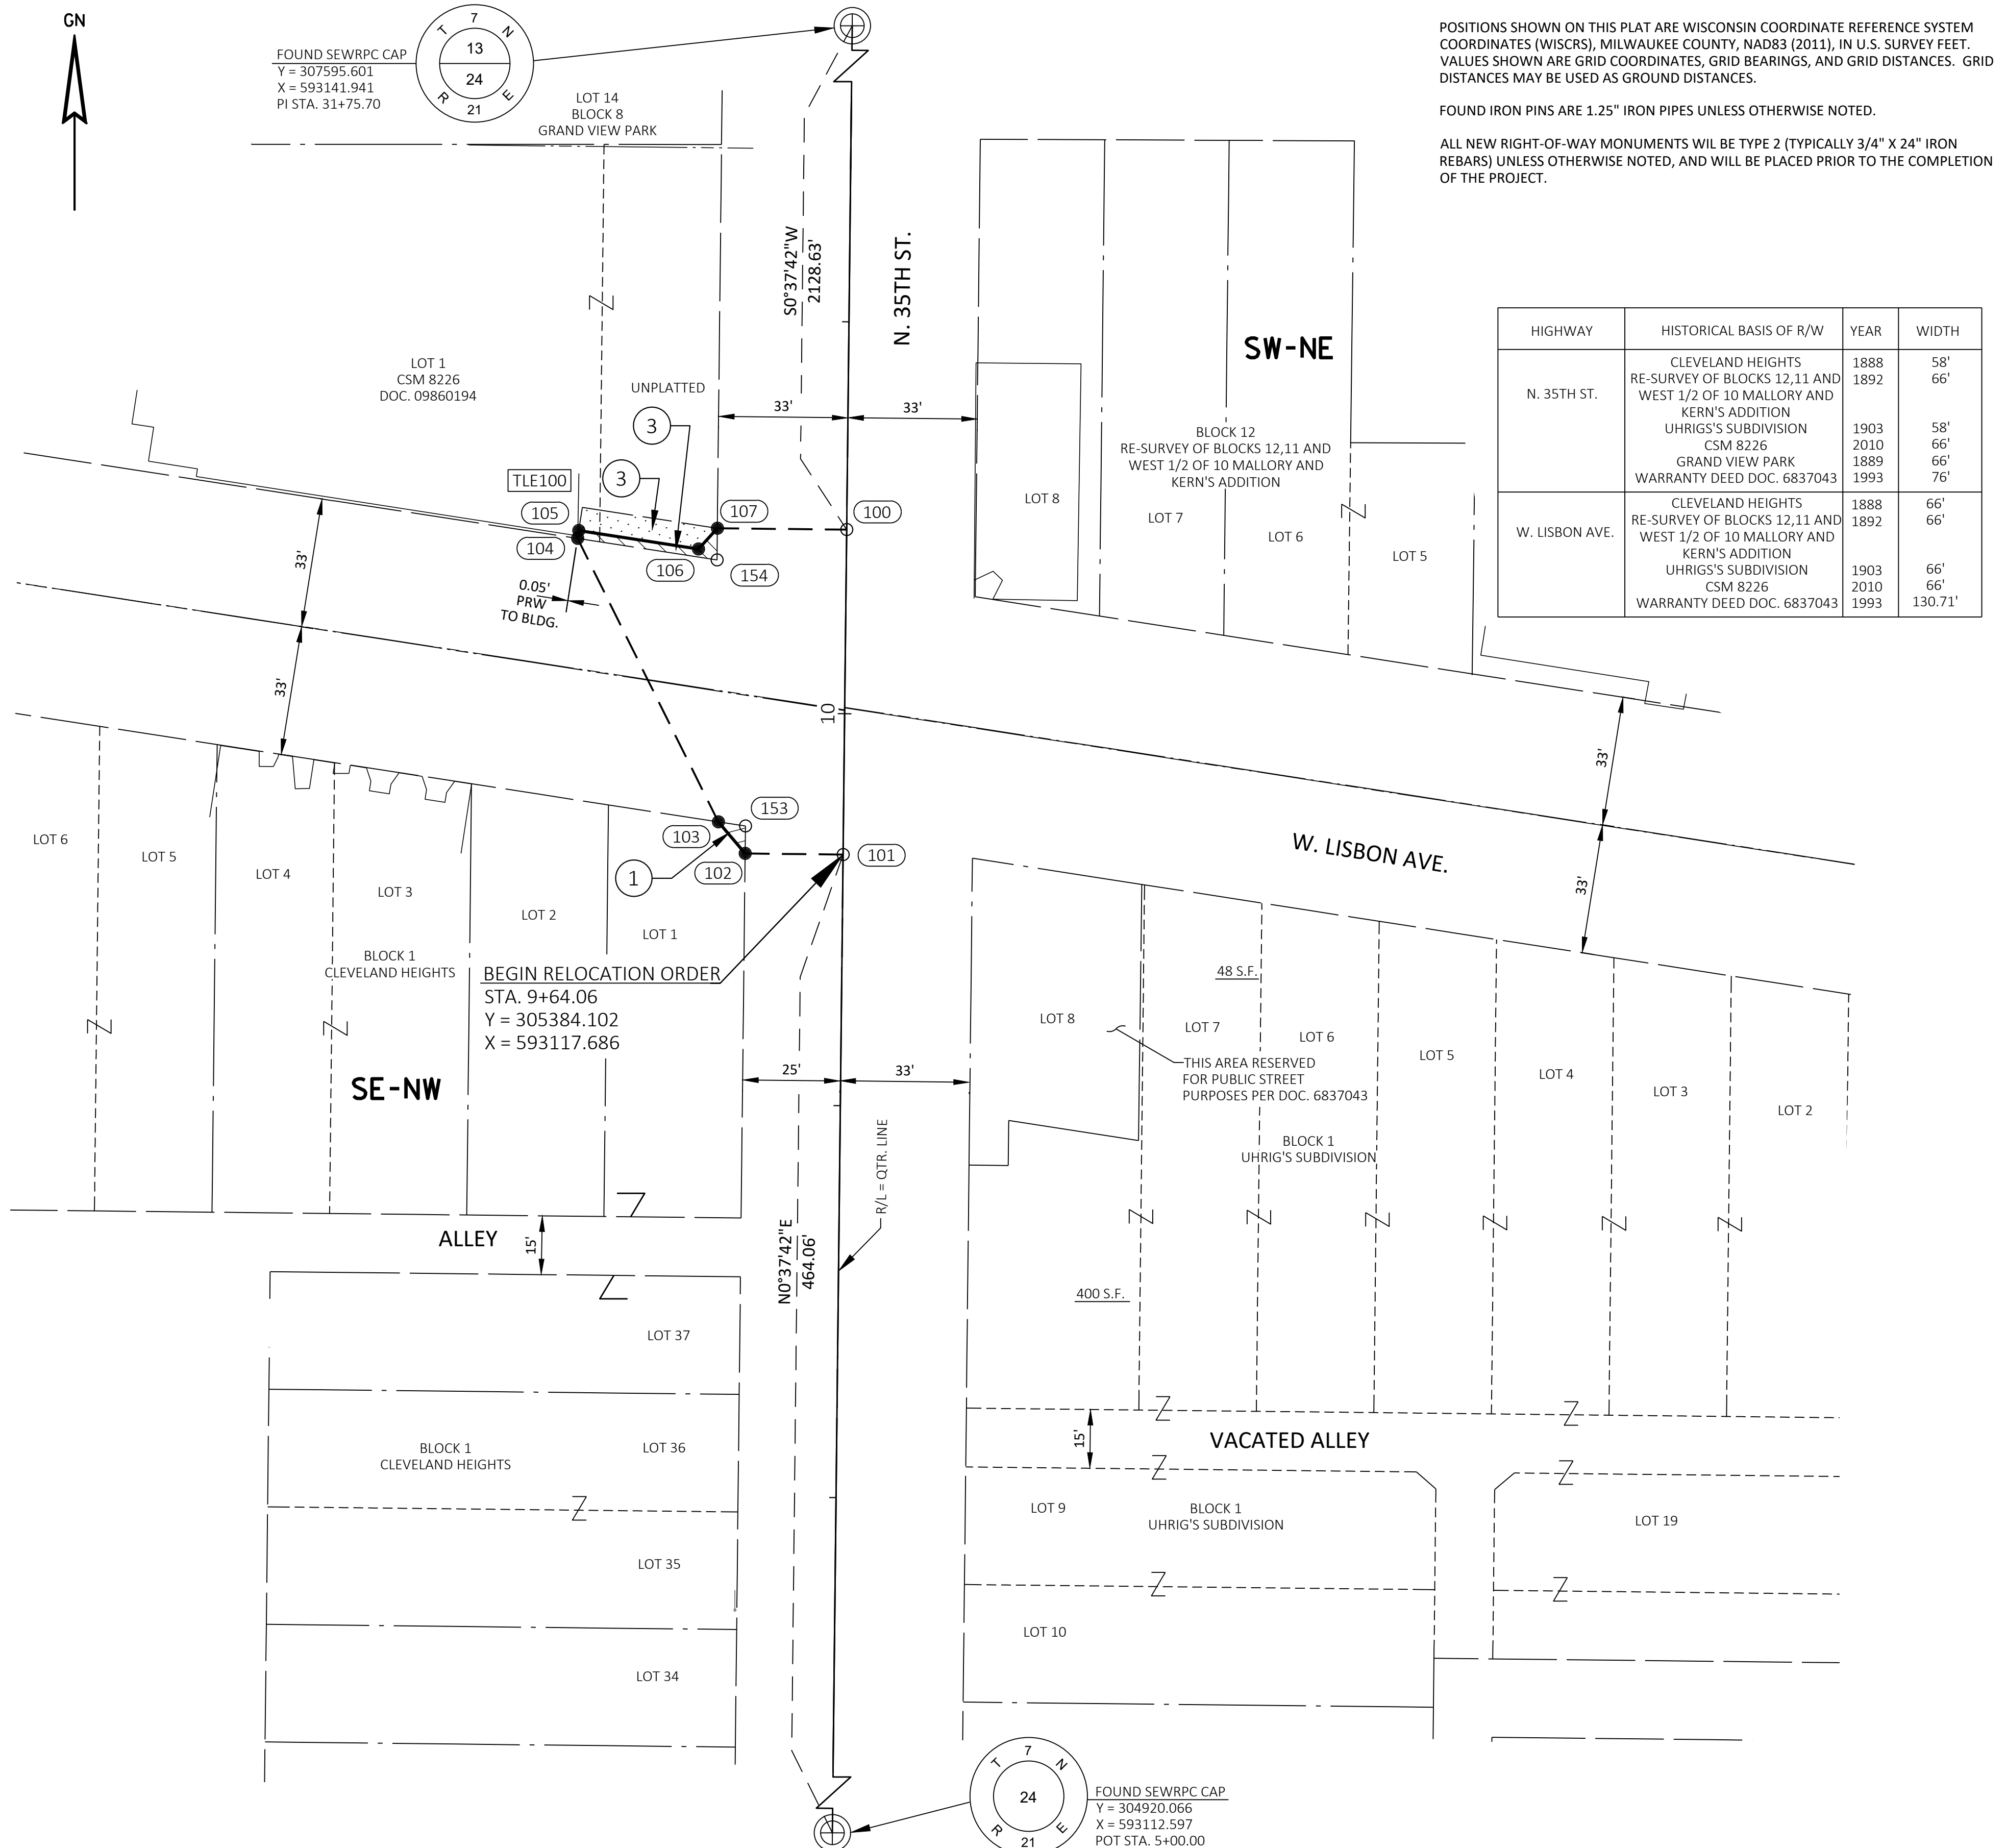 GN
FOUND SEWRPC CAP
Y = 307595.601
X = 593141.941
PI STA. 31+75.70
T 7 N
13
24
R 21 E
LOT 14
BLOCK 8
GRAND VIEW PARK
POSITIONS SHOWN ON THIS PLAT ARE WISCONSIN COORDINATE REFERENCE SYSTEM
COORDINATES (WISCRS), MILWAUKEE COUNTY, NAD83 (2011), IN U.S. SURVEY FEET.
VALUES SHOWN ARE GRID COORDINATES, GRID BEARINGS, AND GRID DISTANCES. GRID
DISTANCES MAY BE USED AS GROUND DISTANCES.
FOUND IRON PINS ARE 1.25" IRON PIPES UNLESS OTHERWISE NOTED.
ALL NEW RIGHT-OF-WAY MONUMENTS WIL BE TYPE 2 (TYPICALLY 3/4" X 24" IRON
REBARS) UNLESS OTHERWISE NOTED, AND WILL BE PLACED PRIOR TO THE COMPLETION
OF THE PROJECT.
S0°37'42"W
2128.63'
N. 35TH ST.
SW-NE
HIGHWAY HISTORICAL BASIS OF R/W YEAR WIDTH
CLEVELAND HEIGHTS 1888 58'
RE-SURVEY OF BLOCKS 12,11 AND 1892 66'
N. 35TH ST. WEST 1/2 OF 10 MALLORY AND
KERN'S ADDITION
UHRIGS'S SUBDIVISION 1903 58'
CSM 8226 2010 66'
GRAND VIEW PARK 1889 66'
WARRANTY DEED DOC. 6837043 1993 76'
CLEVELAND HEIGHTS 1888 66'
RE-SURVEY OF BLOCKS 12,11 AND 1892 66'
W. LISBON AVE. WEST 1/2 OF 10 MALLORY AND
KERN'S ADDITION
UHRIGS'S SUBDIVISION 1903 66'
CSM 8226 2010 66'
WARRANTY DEED DOC. 6837043 1993 130.71'
LOT 1
CSM 8226
DOC. 09860194
UNPLATTED
33'
33'
3
3
TLE100
105
104
107
100
106
154
0.05'
PRW
TO BLDG.
BLOCK 12
RE-SURVEY OF BLOCKS 12,11 AND
WEST 1/2 OF 10 MALLORY AND
KERN'S ADDITION
LOT 8
LOT 7
LOT 6
LOT 5
33'
33'
10
33'
33'
W. LISBON AVE.
153
103
102
101
1
LOT 6
LOT 5
LOT 4
LOT 3
LOT 2
LOT 1
BLOCK 1
CLEVELAND HEIGHTS
BEGIN RELOCATION ORDER
STA. 9+64.06
Y = 305384.102
X = 593117.686
SE-NW
25'
33'
R/L = QTR. LINE
N0°37'42"E
464.06'
48 S.F.
LOT 8
LOT 7
LOT 6
LOT 5
LOT 4
LOT 3
LOT 2
THIS AREA RESERVED
FOR PUBLIC STREET
PURPOSES PER DOC. 6837043
BLOCK 1
UHRIG'S SUBDIVISION
400 S.F.
ALLEY
15'
LOT 37
BLOCK 1
CLEVELAND HEIGHTS
LOT 36
LOT 35
LOT 34
15'
VACATED ALLEY
LOT 9
BLOCK 1
UHRIG'S SUBDIVISION
LOT 19
LOT 10
T 7 N
24
R 21 E
FOUND SEWRPC CAP
Y = 304920.066
X = 593112.597
POT STA. 5+00.00